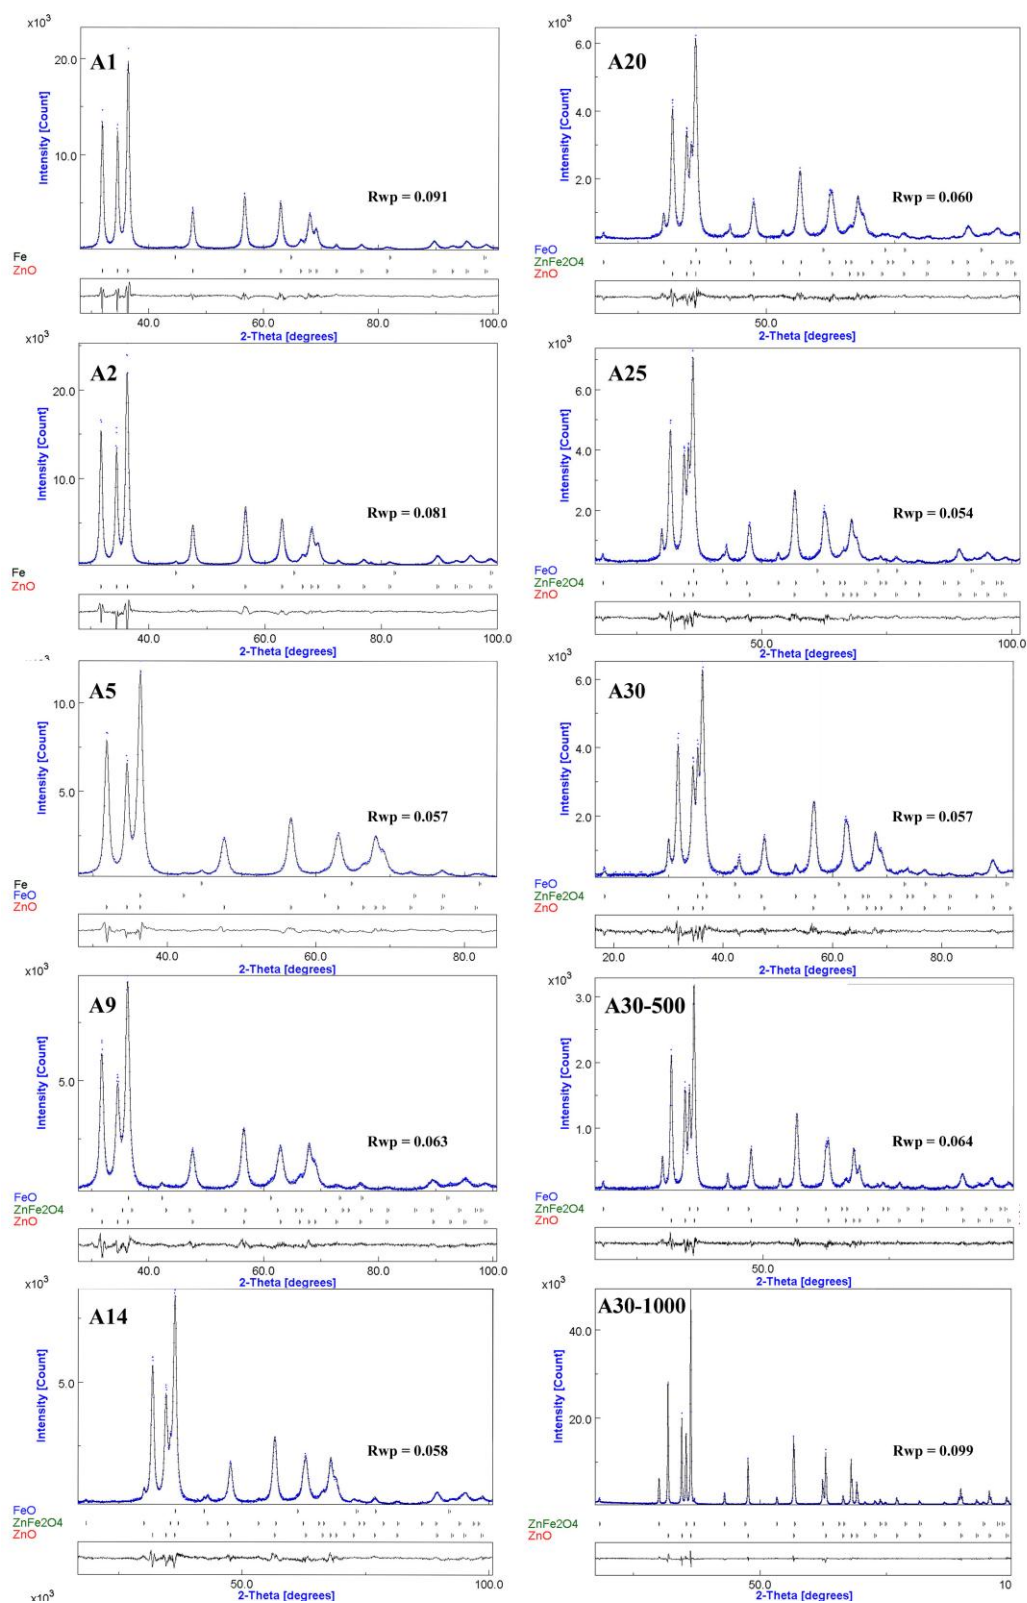 x10³
A1
20.0
10.0
Intensity [Count]
Rwp = 0.091
Fe
ZnO
40.0 60.0 80.0 100.0
2-Theta [degrees]
x10³
A2
20.0
10.0
Intensity [Count]
Rwp = 0.081
Fe
ZnO
40.0 60.0 80.0 100.0
2-Theta [degrees]
A5
10.0
5.0
Intensity [Count]
Rwp = 0.057
Fe
FeO
ZnO
40.0 60.0 80.0
2-Theta [degrees]
x10³
A9
5.0
Intensity [Count]
Rwp = 0.063
FeO
ZnFe2O4
ZnO
40.0 60.0 80.0 100.0
2-Theta [degrees]
x10³
A14
5.0
Intensity [Count]
Rwp = 0.058
FeO
ZnFe2O4
ZnO
50.0 100.0
2-Theta [degrees]
x10³
x10³
A20
6.0
4.0
2.0
Intensity [Count]
Rwp = 0.060
FeO
ZnFe2O4
ZnO
50.0
2-Theta [degrees]
x10³
A25
6.0
4.0
2.0
Intensity [Count]
Rwp = 0.054
FeO
ZnFe2O4
ZnO
50.0 100.0
2-Theta [degrees]
x10³
A30
6.0
4.0
2.0
Intensity [Count]
Rwp = 0.057
FeO
ZnFe2O4
ZnO
20.0 40.0 60.0 80.0
2-Theta [degrees]
x10³
A30-500
3.0
2.0
1.0
Intensity [Count]
Rwp = 0.064
FeO
ZnFe2O4
ZnO
50.0
2-Theta [degrees]
x10³
A30-1000
40.0
20.0
Intensity [Count]
Rwp = 0.099
ZnFe2O4
ZnO
50.0 10
2-Theta [degrees]